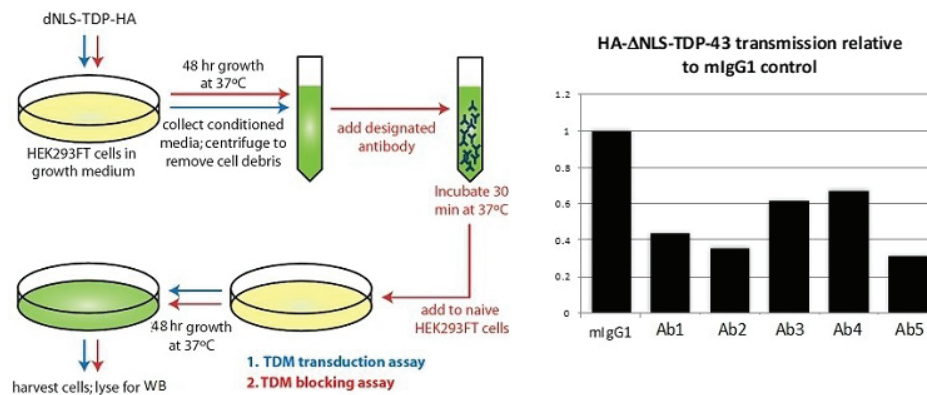 dNLS-TDP-HA
48 hr growth
at 37ºC
collect conditioned
media; centrifuge to
remove cell debris
HEK293FT cells in
growth medium
add designated
antibody
Incubate 30
min at 37ºC
add to naive
HEK293FT cells
48 hr growth
at 37ºC
1. TDM transduction assay
2. TDM blocking assay
harvest cells; lyse for WB
HA-ΔNLS-TDP-43 transmission relative
to mIgG1 control
1.2
1
0.8
0.6
0.4
0.2
0
mIgG1 Ab1 Ab2 Ab3 Ab4 Ab5